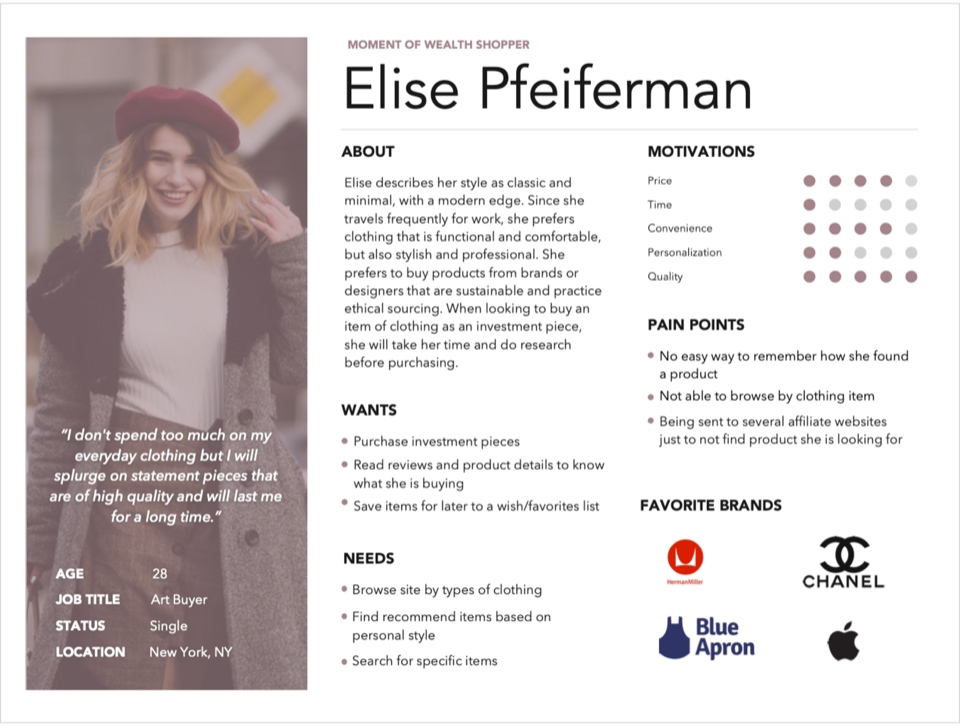 MOMENT OF WEALTH SHOPPER
Elise Pfeiferman
“I don't spend too much on my
everyday clothing but I will
splurge on statement pieces that
are of high quality and will last me
for a long time.”
AGE 28
JOB TITLE Art Buyer
STATUS Single
LOCATION New York, NY
ABOUT
Elise describes her style as classic and
minimal, with a modern edge. Since she
travels frequently for work, she prefers
clothing that is functional and comfortable,
but also stylish and professional. She
prefers to buy products from brands or
designers that are sustainable and practice
ethical sourcing. When looking to buy an
item of clothing as an investment piece,
she will take her time and do research
before purchasing.
WANTS
Purchase investment pieces
Read reviews and product details to know
what she is buying
Save items for later to a wish/favorites list
NEEDS
Browse site by types of clothing
Find recommend items based on
personal style
Search for specific items
MOTIVATIONS
Price
Time
Convenience
Personalization
Quality
PAIN POINTS
No easy way to remember how she found
a product
Not able to browse by clothing item
Being sent to several affiliate websites
just to not find product she is looking for
FAVORITE BRANDS
HermanMiller
CHANEL
Blue
Apron